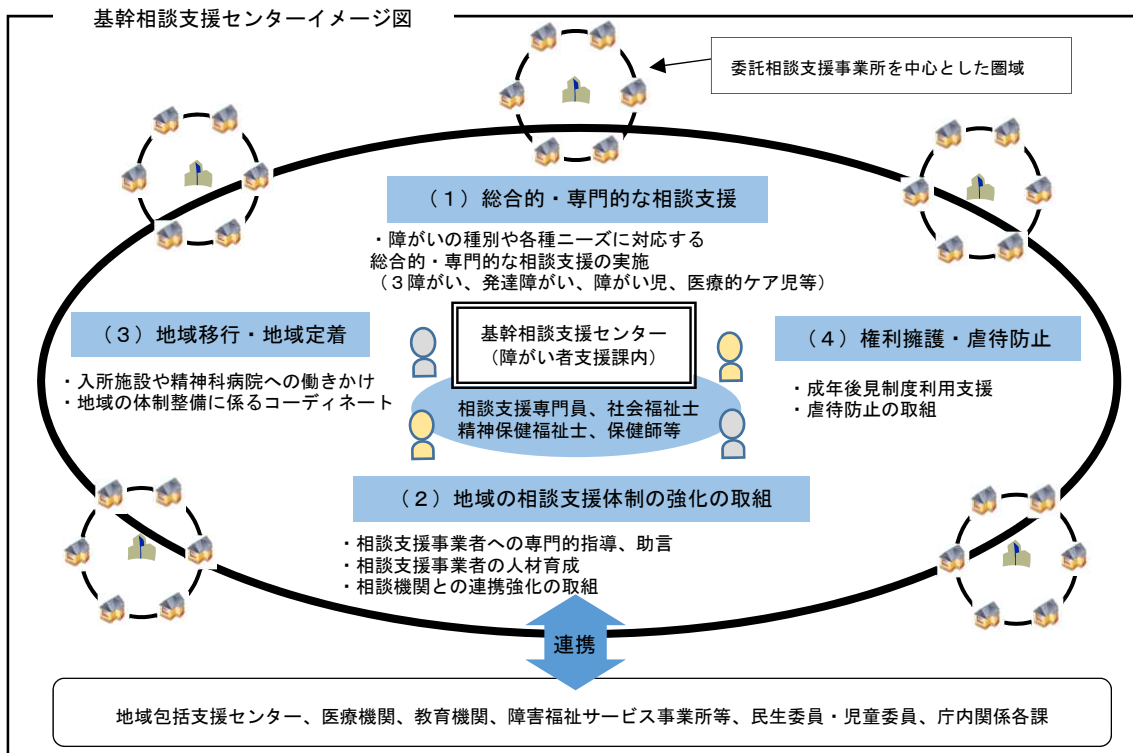 基幹相談支援センターイメージ図
委託相談支援事業所を中心とした圏域
（１）総合的・専門的な相談支援
・障がいの種別や各種ニーズに対応する
総合的・専門的な相談支援の実施
（３障がい、発達障がい、障がい児、医療的ケア児等）
（３）地域移行・地域定着
・入所施設や精神科病院への働きかけ
・地域の体制整備に係るコーディネート
基幹相談支援センター
（障がい者支援課内）
相談支援専門員、社会福祉士
精神保健福祉士、保健師等
（４）権利擁護・虐待防止
・成年後見制度利用支援
・虐待防止の取組
（２）地域の相談支援体制の強化の取組
・相談支援事業者への専門的指導、助言
・相談支援事業者の人材育成
・相談機関との連携強化の取組
連携
地域包括支援センター、医療機関、教育機関、障害福祉サービス事業所等、民生委員・児童委員、庁内関係各課